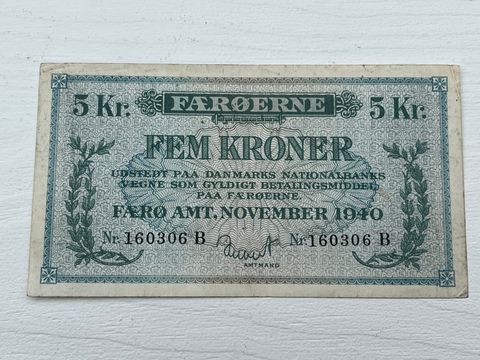 5 Kr. FÆRØERNE 5 Kr.
FEM KRONER
UDSTEDT PAA DANMARKS NATIONALBANKS
VEGNE SOM GYLDIGT BETALINGSMIDDEL
PAA FÆRØERNE.
FÆRØ AMT, NOVEMBER 1940
Nr. 160306 B Nr. 160306 B
AMTMAND